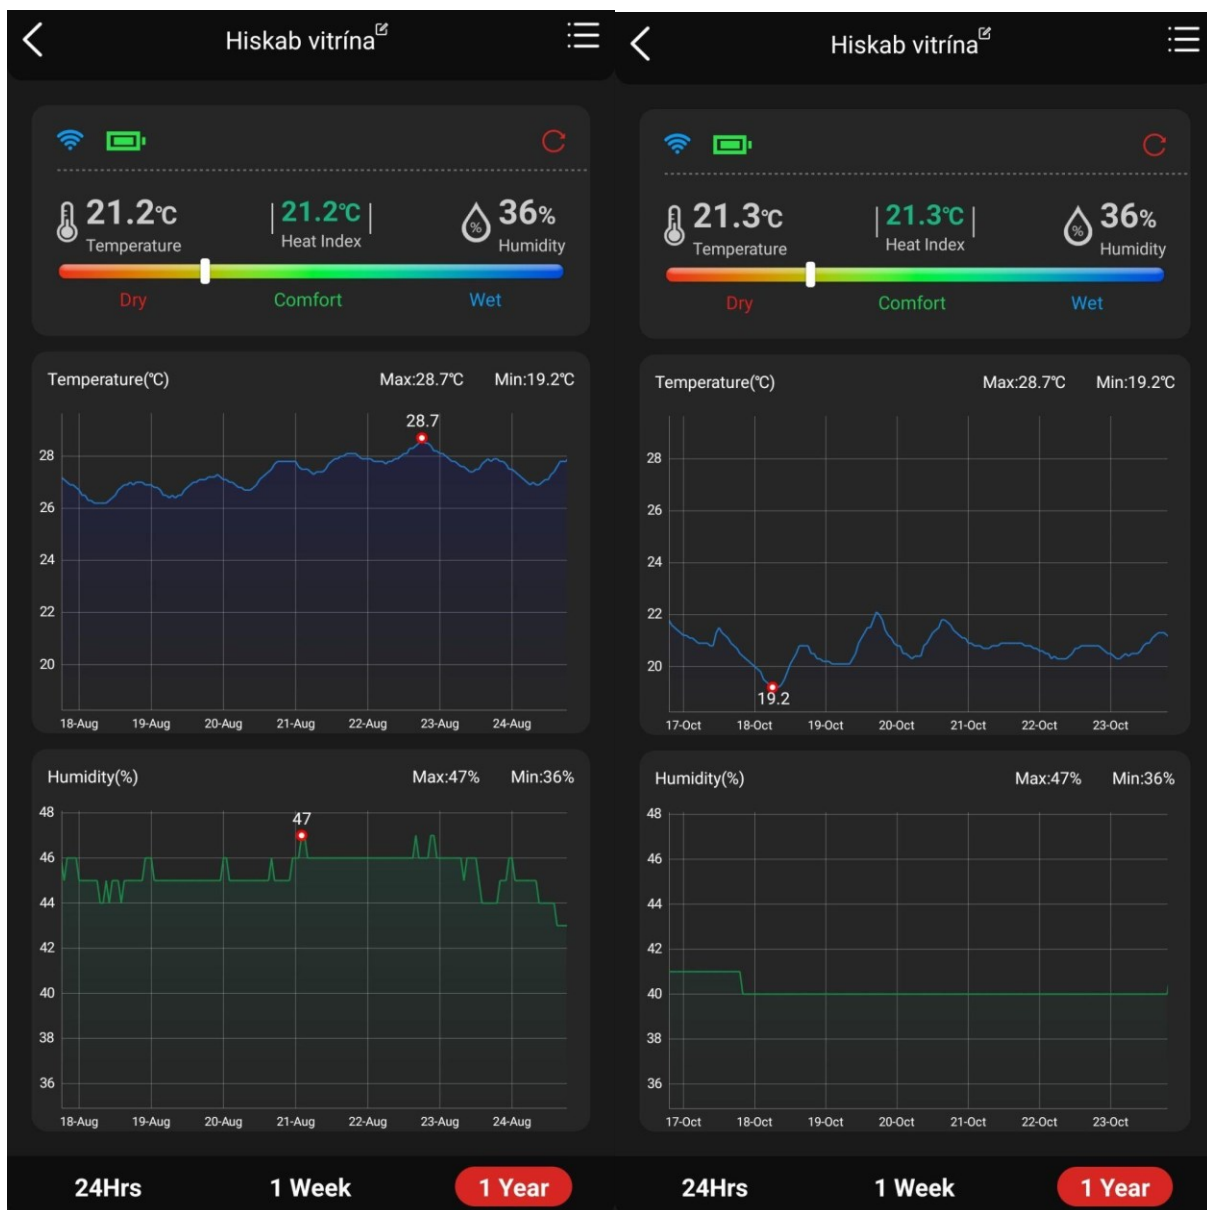 Hiskab vitrína
21.2℃
Temperature
21.2℃
Heat Index
%
36%
Humidity
Dry
Comfort
Wet
Temperature(℃)
Max:28.7℃
Min:19.2℃
28.7
28
26
24
22
20
18-Aug
19-Aug
20-Aug
21-Aug
22-Aug
23-Aug
24-Aug
Humidity(%)
Max:47%
Min:36%
47
48
46
44
42
40
38
36
18-Aug
19-Aug
20-Aug
21-Aug
22-Aug
23-Aug
24-Aug
24Hrs
1 Week
1 Year
Hiskab vitrína
21.3℃
Temperature
21.3℃
Heat Index
%
36%
Humidity
Dry
Comfort
Wet
Temperature(℃)
Max:28.7℃
Min:19.2℃
28
26
24
22
20
19.2
17-Oct
18-Oct
19-Oct
20-Oct
21-Oct
22-Oct
23-Oct
Humidity(%)
Max:47%
Min:36%
48
46
44
42
40
38
36
17-Oct
18-Oct
19-Oct
20-Oct
21-Oct
22-Oct
23-Oct
24Hrs
1 Week
1 Year